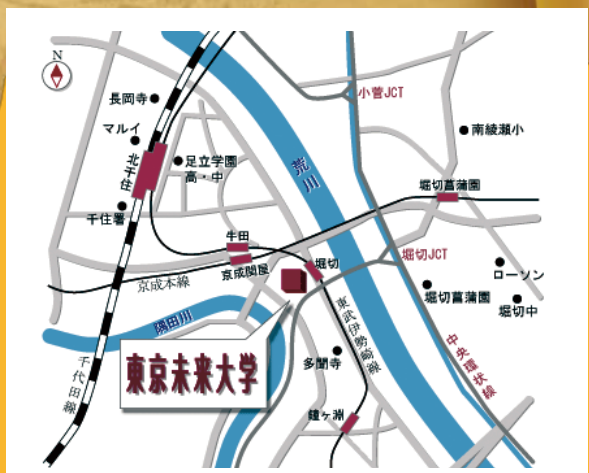 N
長岡寺
小菅JCT
マルイ
南綾瀬小
北千住
足立学園
高・中
荒川
堀切菖蒲園
千住署
牛田
京成関屋
堀切
堀切JCT
ローソン
京成本線
堀切菖蒲園
堀切中
隅田川
東武伊勢崎線
中央環状線
東京未来大学
多聞寺
千代田線
鐘ヶ洲